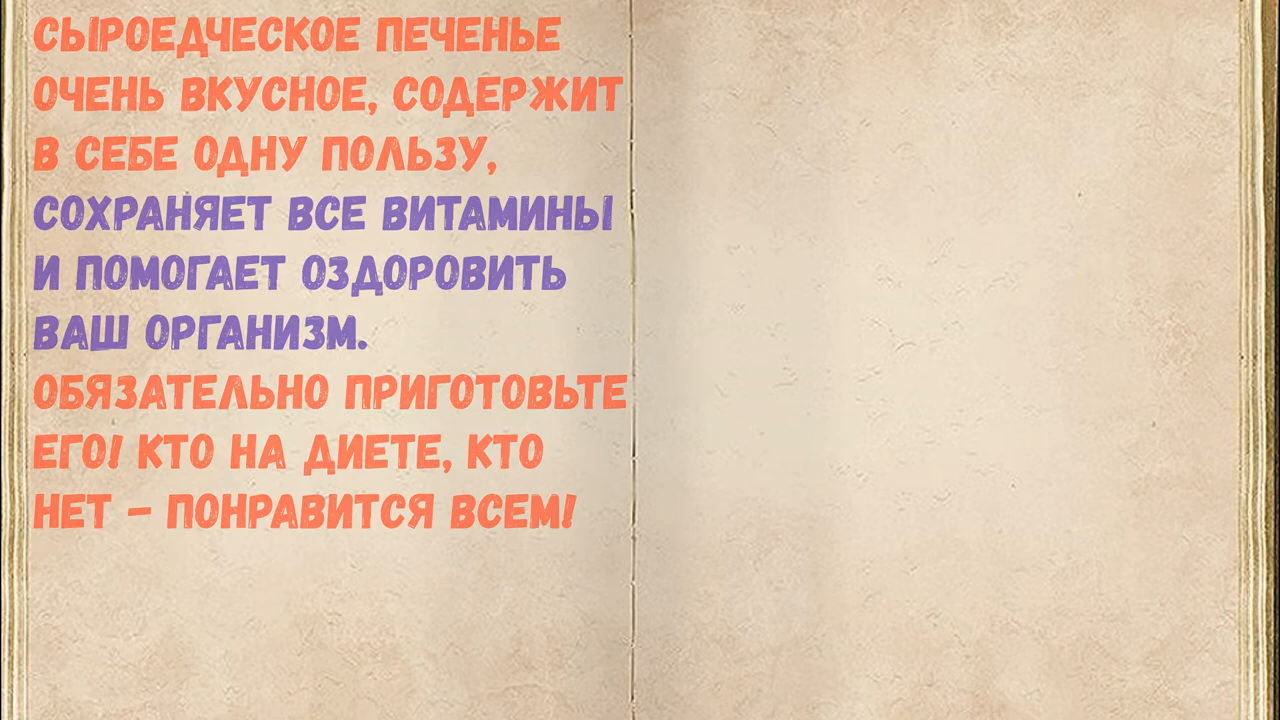 СЫРОЕДЧЕСКОЕ ПЕЧЕНЬЕ
ОЧЕНЬ ВКУСНОЕ, СОДЕРЖИТ
В СЕБЕ ОДНУ ПОЛЬЗУ,
СОХРАНЯЕТ ВСЕ ВИТАМИНЫ
И ПОМОГАЕТ ОЗДОРОВИТЬ
ВАШ ОРГАНИЗМ.
ОБЯЗАТЕЛЬНО ПРИГОТОВЬТЕ
ЕГО! КТО НА ДИЕТЕ, КТО
НЕТ - ПОНРАВИТСЯ ВСЕМ!